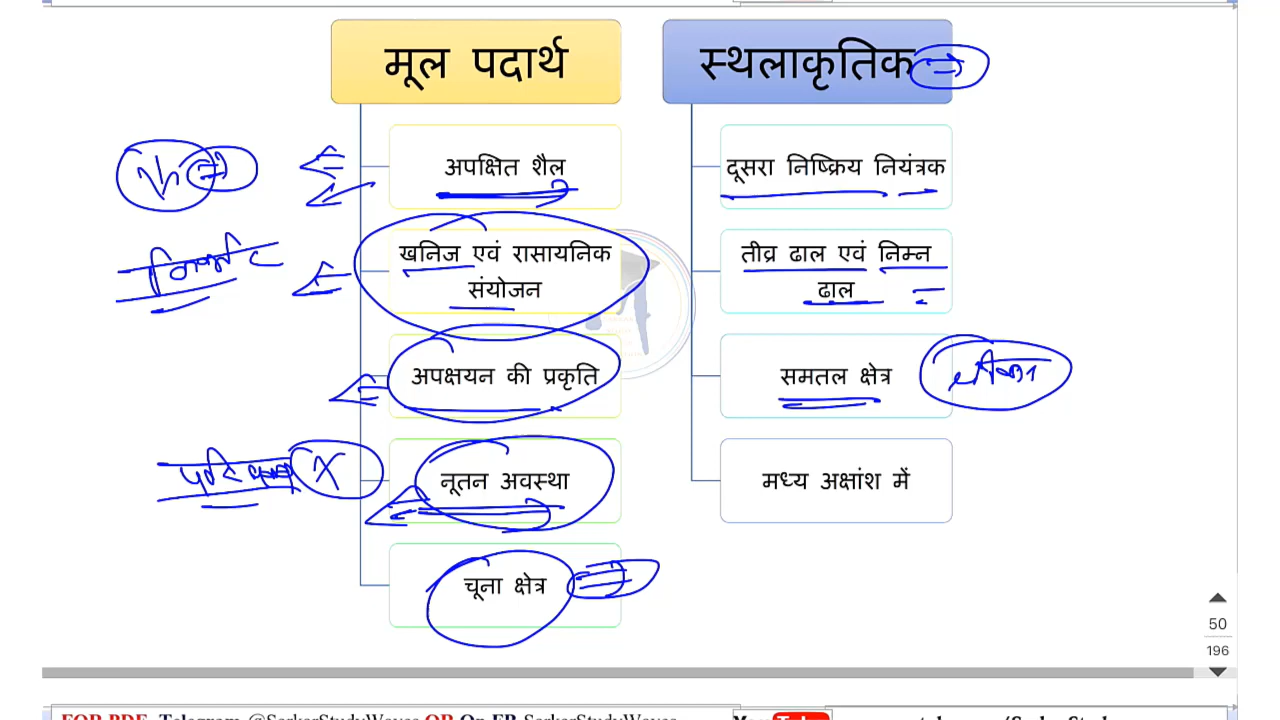 मूल पदार्थ
अपक्षित शैल
खनिज एवं रासायनिक
संयोजन
अपक्षयन की प्रकृति
नूतन अवस्था
चूना क्षेत्र
स्थलाकृतिक
दूसरा निष्क्रिय नियंत्रक
तीव्र ढाल एवं निम्न
ढाल
समतल क्षेत्र
मध्य अक्षांश में
50
196